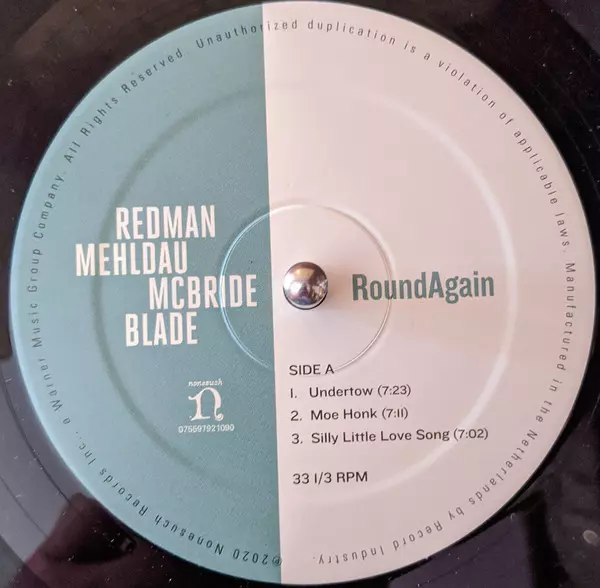 REDMAN
MEHLDAU
MCBRIDE
BLADE
nonesuch
n
075597921090
RoundAgain
SIDE A
1. Undertow (7:23)
2. Moe Honk (7:11)
3. Silly Little Love Song (7:02)
33 1/3 RPM
℗2020 Nonesuch Records Inc., a Warner Music Group Company. All Rights Reserved. Unauthorized duplication is a violation of applicable laws. Manufactured in the Netherlands by Record Industry.